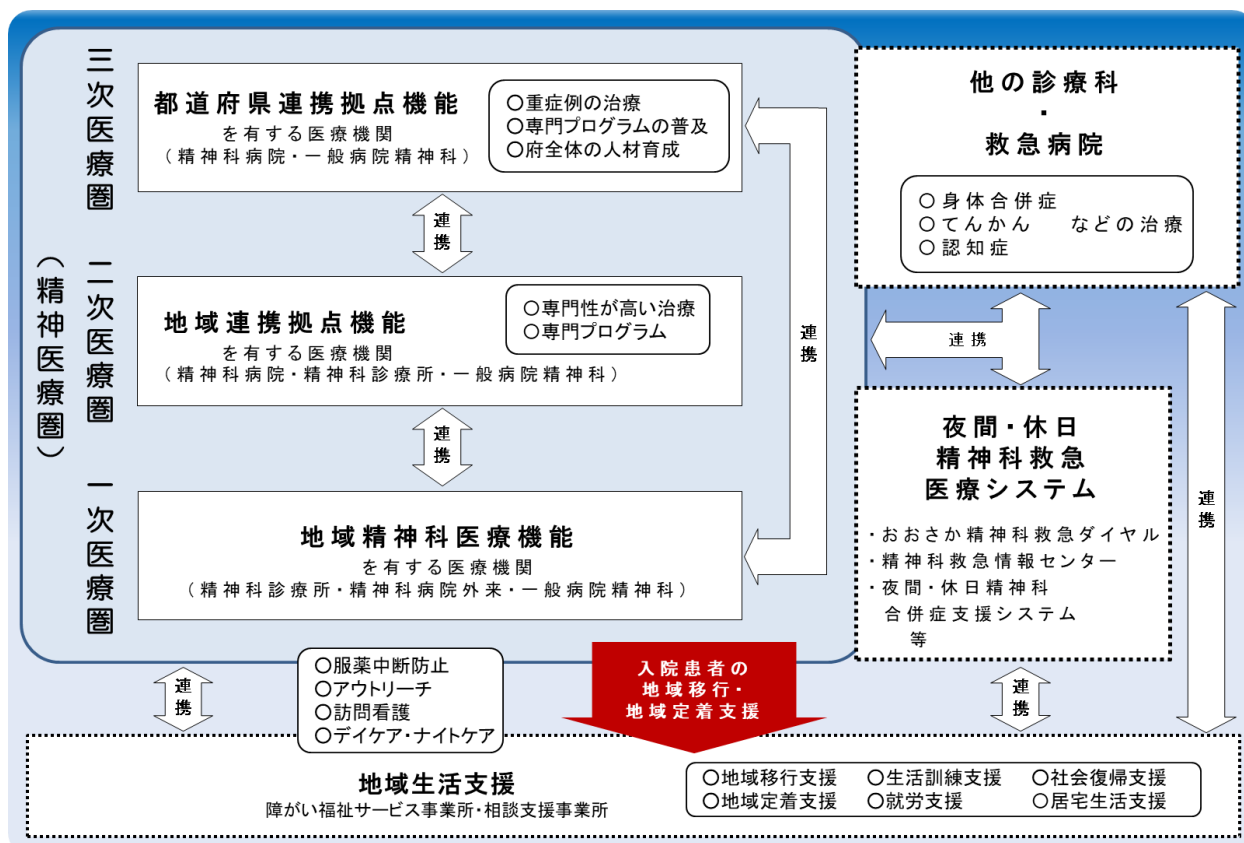 三次医療圏
都道府県連携拠点機能
を有する医療機関
(精神科病院・一般病院精神科)
○重症例の治療
○専門プログラムの普及
○府全体の人材育成
連携
二次医療圏
(精神医療圏)
地域連携拠点機能
を有する医療機関
(精神科病院・精神科診療所・一般病院精神科)
○専門性が高い治療
○専門プログラム
連携
一次医療圏
地域精神科医療機能
を有する医療機関
(精神科診療所・精神科病院外来・一般病院精神科)
連携
他の診療科
・
救急病院
○身体合併症
○てんかん などの治療
○認知症
連携
夜間・休日
精神科救急
医療システム
・おおさか精神科救急ダイヤル
・精神科救急情報センター
・夜間・休日精神科
合併症支援システム
等
連携
連携
○服薬中断防止
○アウトリーチ
○訪問看護
○デイケア・ナイトケア
入院患者の
地域移行・
地域定着支援
連携
地域生活支援
障がい福祉サービス事業所・相談支援事業所
○地域移行支援 ○生活訓練支援 ○社会復帰支援
○地域定着支援 ○就労支援 ○居宅生活支援